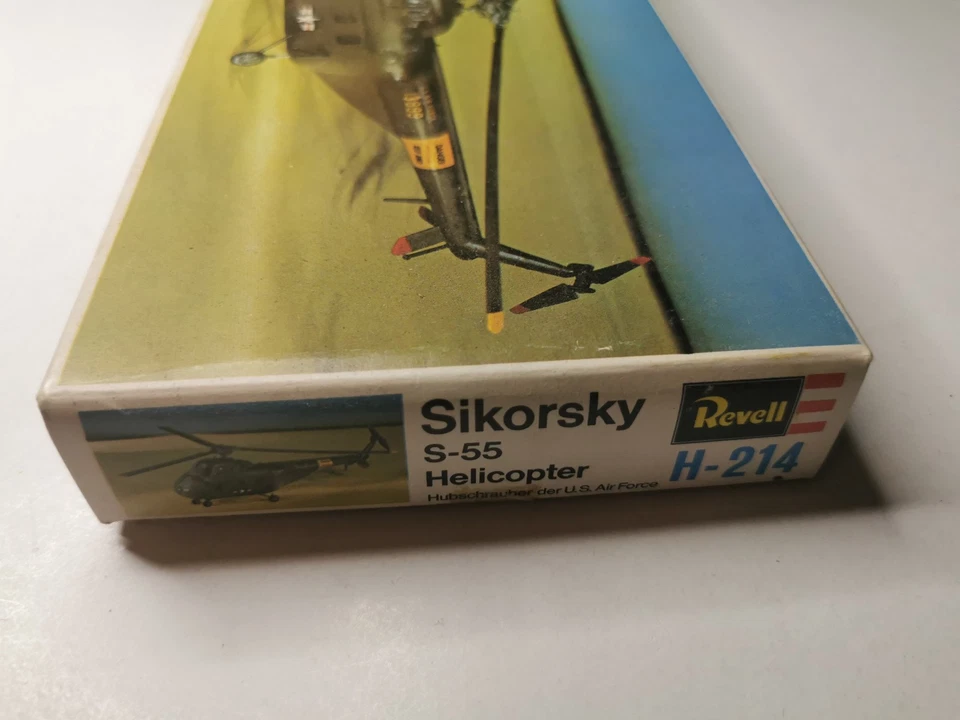 Sikorsky
S-55
Helicopter
Hubschrauber der U.S. Air Force
Revell
H-214